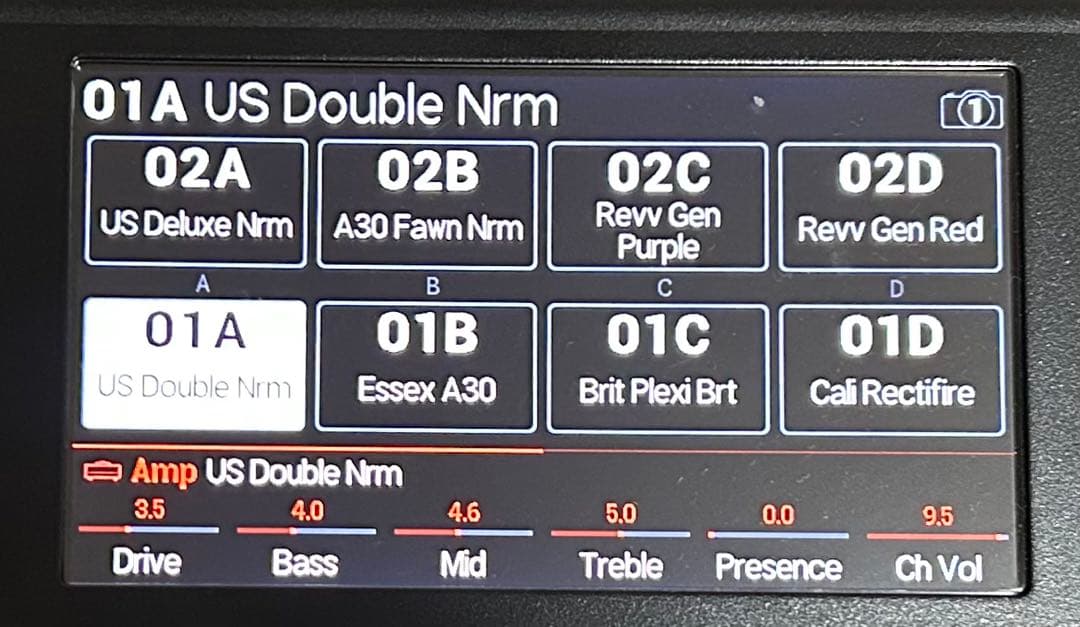 01A US Double Nrm
1
02A
US Deluxe Nrm
02B
A30 Fawn Nrm
02C
Revv Gen
Purple
02D
Revv Gen Red
A
B
C
D
01A
US Double Nrm
01B
Essex A30
01C
Brit Plexi Brt
01D
Cali Rectifire
Amp US Double Nrm
3.5
4.0
4.6
5.0
0.0
9.5
Drive
Bass
Mid
Treble
Presence
Ch Vol